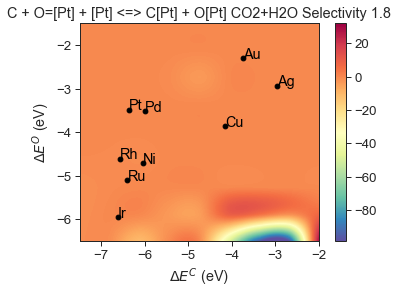 C + O=[Pt] + [Pt] <=> C[Pt] + O[Pt] CO2+H2O Selectivity 1.8
−2
−3
−4
−5
−6
ΔE^O (eV)
Au
Ag
Pt
Pd
Cu
Rh
Ni
Ru
Ir
−7
−6
−5
−4
−3
−2
ΔE^C (eV)
20
0
−20
−40
−60
−80